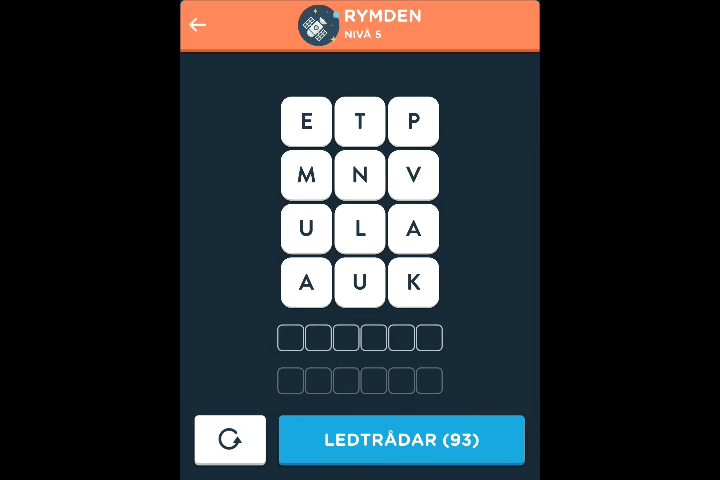 RYMDEN
NIVÅ 5
E T P
M N V
U L A
A U K
LEDTRÅDAR (93)